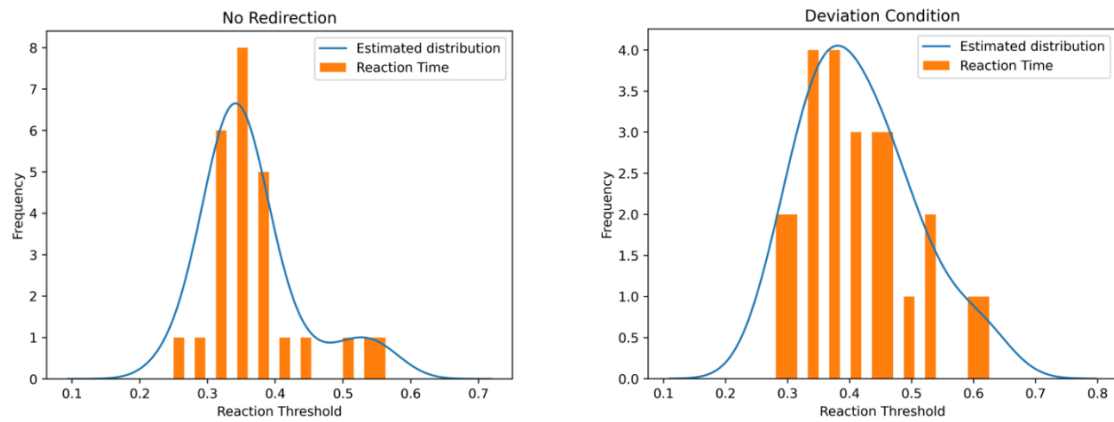 No Redirection
Estimated distribution
Reaction Time
8
7
6
5
4
3
2
1
0
Frequency
0.1 0.2 0.3 0.4 0.5 0.6 0.7
Reaction Threshold
Deviation Condition
Estimated distribution
Reaction Time
4.0
3.5
3.0
2.5
2.0
1.5
1.0
0.5
0.0
Frequency
0.1 0.2 0.3 0.4 0.5 0.6 0.7 0.8
Reaction Threshold